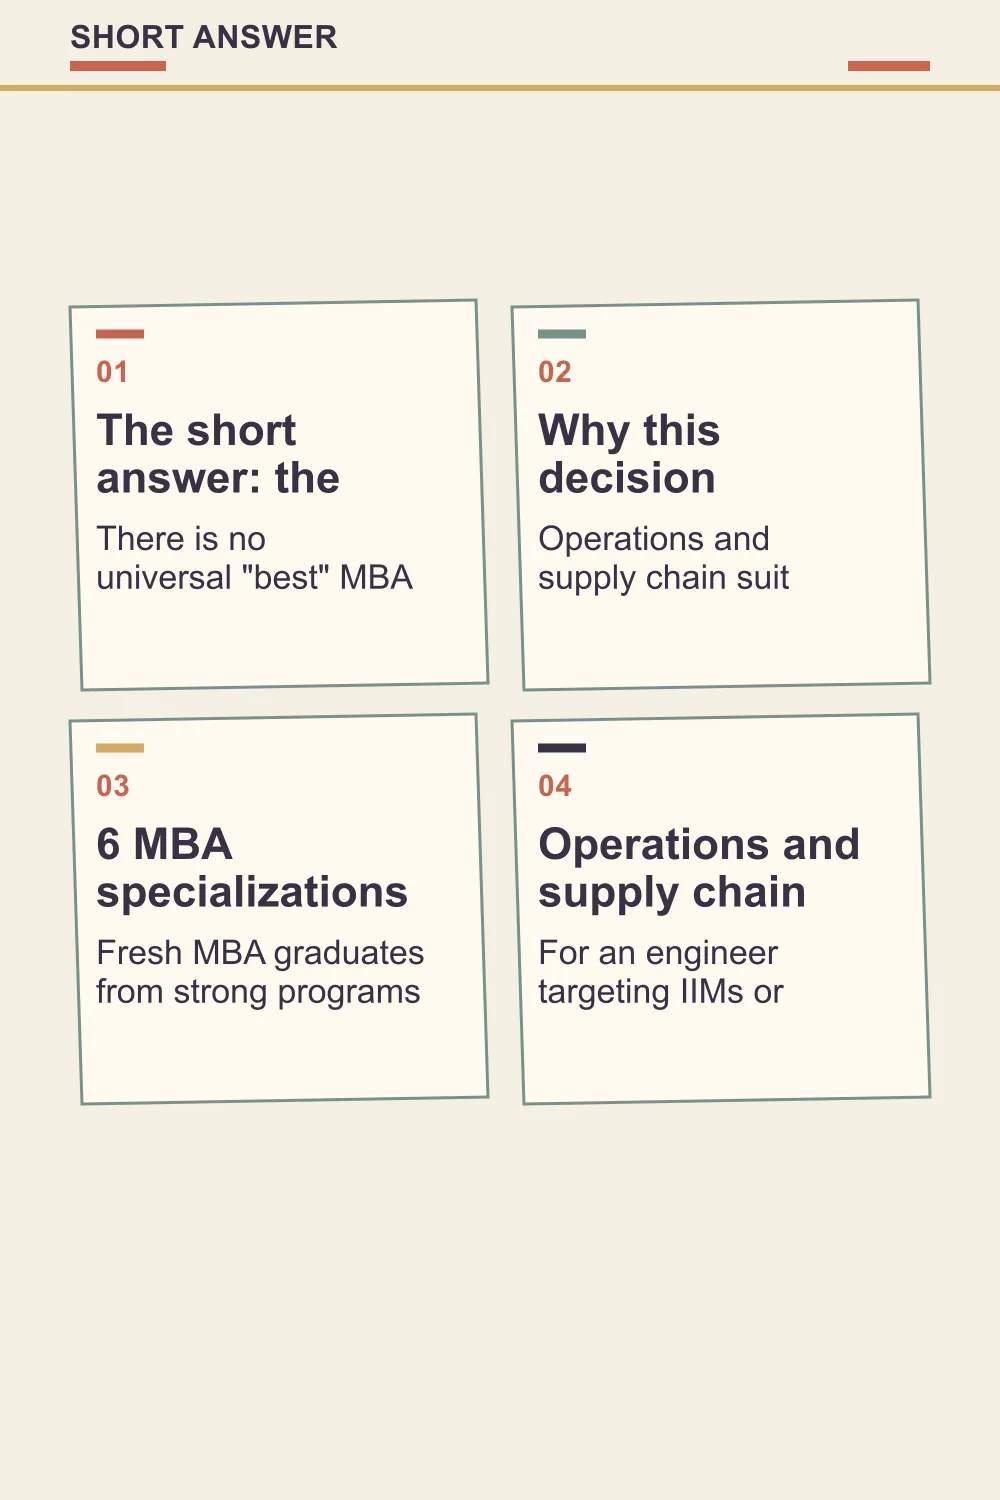 SHORT ANSWER
01
The short
answer: the
There is no
universal "best" MBA
02
Why this
decision
Operations and
supply chain suit
03
6 MBA
specializations
Fresh MBA graduates
from strong programs
04
Operations and
supply chain
For an engineer
targeting IIMs or